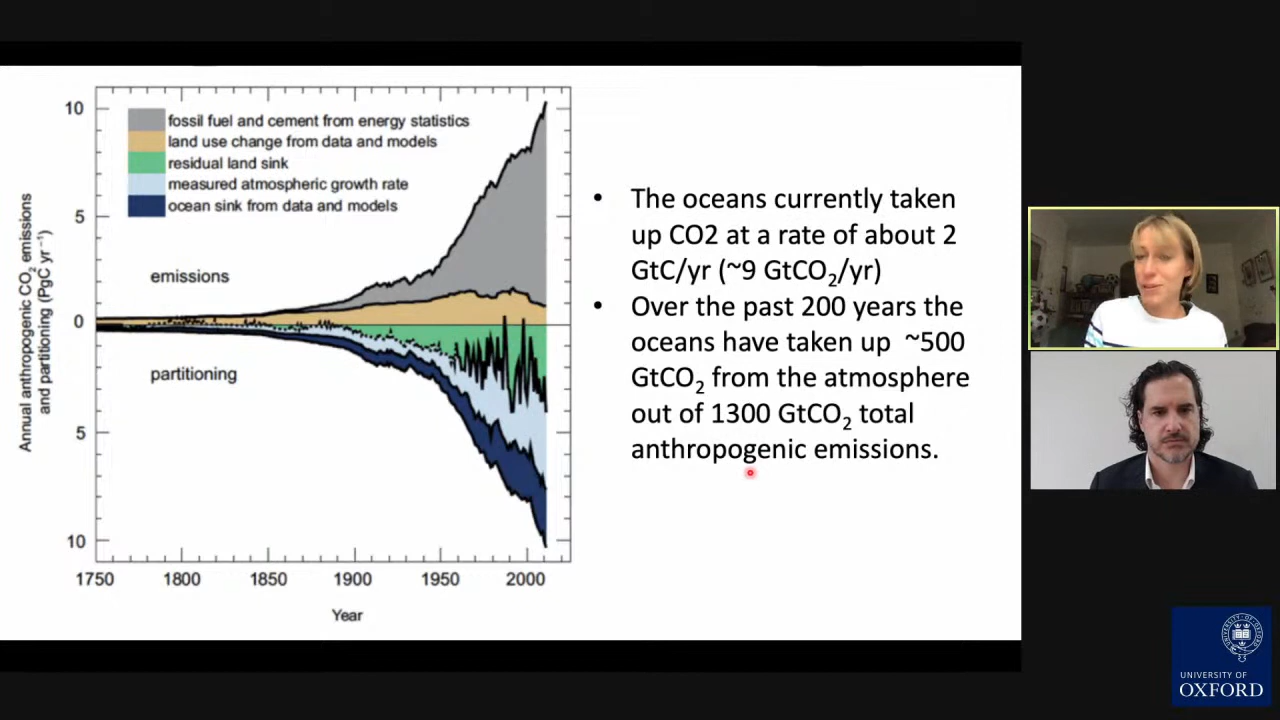 10
fossil fuel and cement from energy statistics
land use change from data and models
residual land sink
measured atmospheric growth rate
ocean sink from data and models
5
emissions
0
partitioning
5
10
Annual anthropogenic CO₂ emissions
and partitioning (PgC yr⁻¹)
1750 1800 1850 1900 1950 2000
Year
• The oceans currently taken
up CO2 at a rate of about 2
GtC/yr (~9 GtCO₂/yr)
• Over the past 200 years the
oceans have taken up ~500
GtCO₂ from the atmosphere
out of 1300 GtCO₂ total
anthropogenic emissions.
UNIVERSITY OF
OXFORD